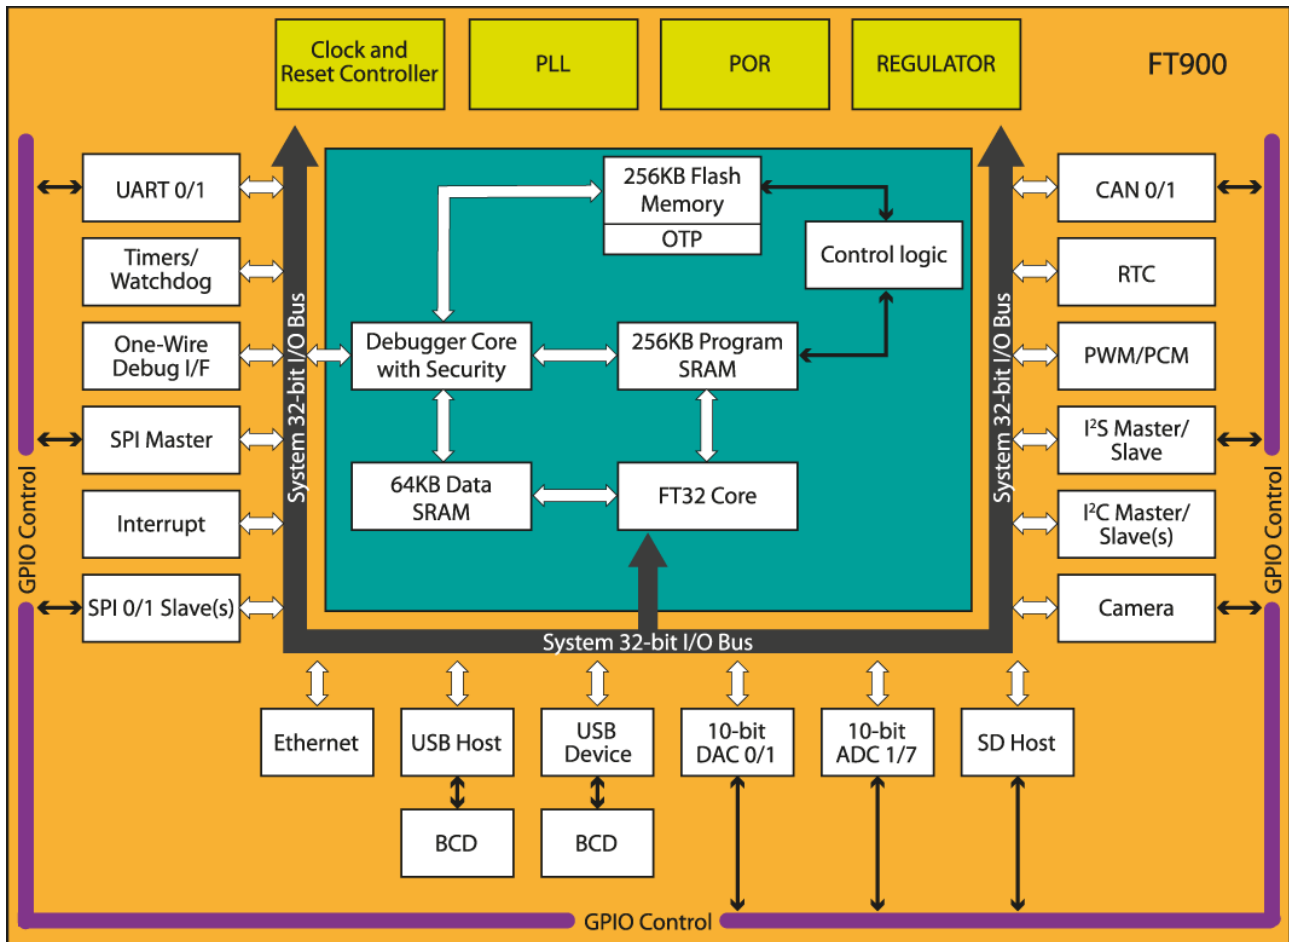 Clock and
Reset Controller
PLL
POR
REGULATOR
FT900
UART 0/1
Timers/
Watchdog
One-Wire
Debug I/F
SPI Master
Interrupt
SPI 0/1 Slave(s)
GPIO Control
System 32-bit I/O Bus
256KB Flash
Memory
OTP
Control logic
Debugger Core
with Security
256KB Program
SRAM
64KB Data
SRAM
FT32 Core
System 32-bit I/O Bus
System 32-bit I/O Bus
CAN 0/1
RTC
PWM/PCM
I²S Master/
Slave
I²C Master/
Slave(s)
Camera
GPIO Control
Ethernet
USB Host
USB
Device
10-bit
DAC 0/1
10-bit
ADC 1/7
SD Host
BCD
BCD
GPIO Control